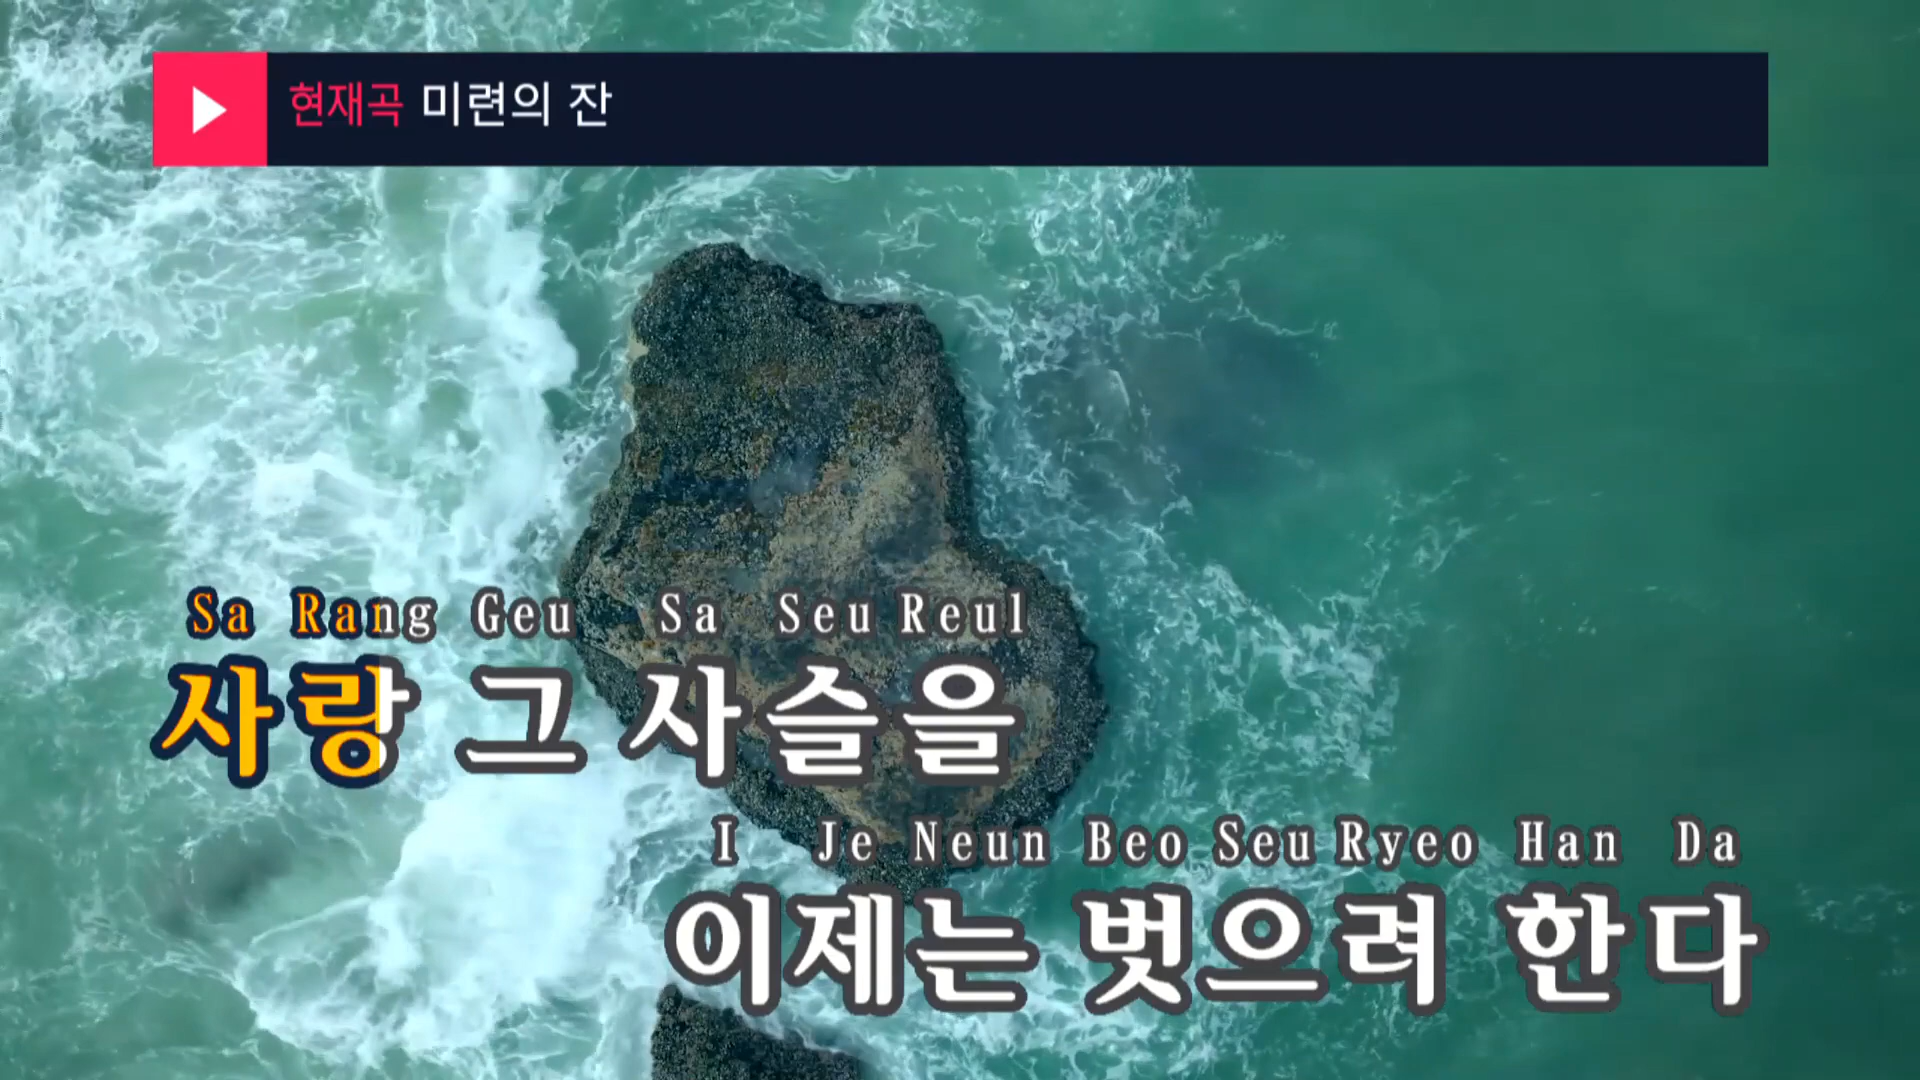 현재곡 미련의 잔
Sa Rang Geu Sa Seu Reul
사랑 그 사슬을
I Je Neun Beo Seu Ryeo Han Da
이제는 벗으려 한다